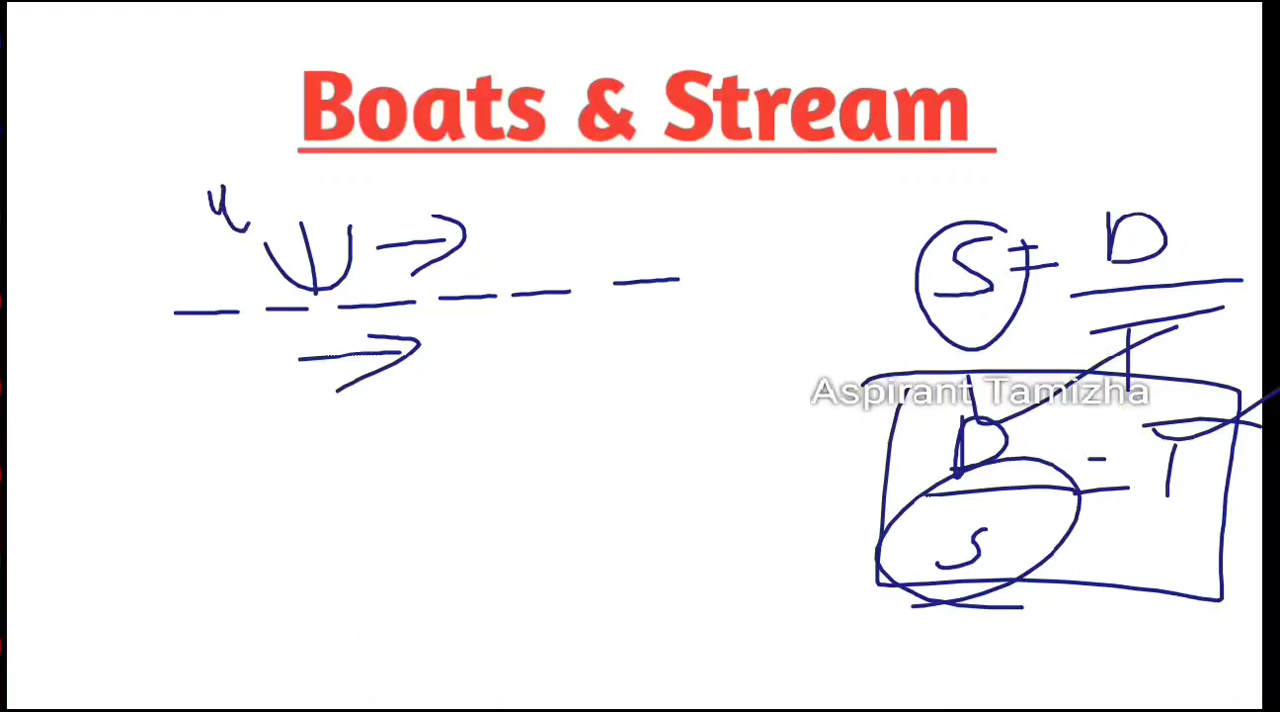 Boats & Stream
u
S = D
T
Aspirant Tamizha
D = T
S